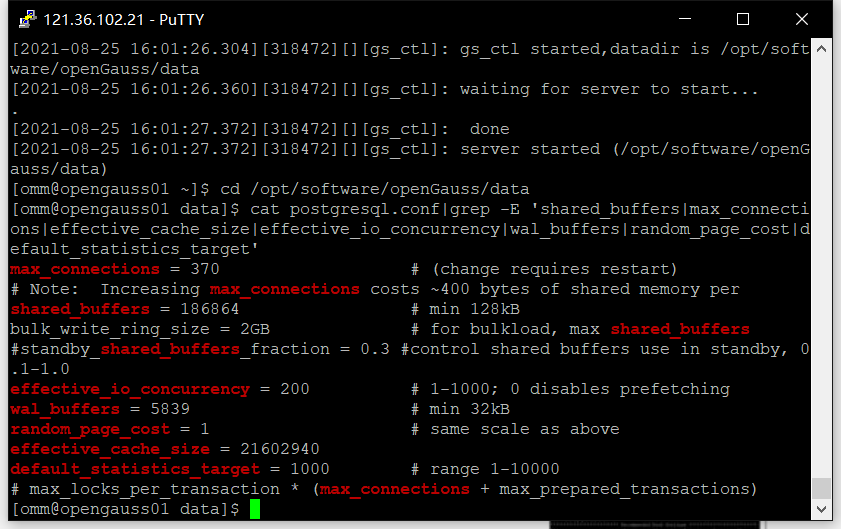 121.36.102.21 - PuTTY
[2021-08-25 16:01:26.304][318472][][gs_ctl]: gs_ctl started,datadir is /opt/soft
ware/openGauss/data
[2021-08-25 16:01:26.360][318472][][gs_ctl]: waiting for server to start...
.
[2021-08-25 16:01:27.372][318472][][gs_ctl]:  done
[2021-08-25 16:01:27.372][318472][][gs_ctl]: server started (/opt/software/openG
auss/data)
[omm@opengauss01 ~]$ cd /opt/software/openGauss/data
[omm@opengauss01 data]$ cat postgresql.conf|grep -E 'shared_buffers|max_connecti
ons|effective_cache_size|effective_io_concurrency|wal_buffers|random_page_cost|d
efault_statistics_target'
max_connections = 370                   # (change requires restart)
# Note:  Increasing max_connections costs ~400 bytes of shared memory per
shared_buffers = 186864                 # min 128kB
bulk_write_ring_size = 2GB              # for bulkload, max shared_buffers
#standby_shared_buffers_fraction = 0.3 #control shared buffers use in standby, 0
.1-1.0
effective_io_concurrency = 200          # 1-1000; 0 disables prefetching
wal_buffers = 5839                      # min 32kB
random_page_cost = 1                    # same scale as above
effective_cache_size = 21602940
default_statistics_target = 1000        # range 1-10000
# max_locks_per_transaction * (max_connections + max_prepared_transactions)
[omm@opengauss01 data]$